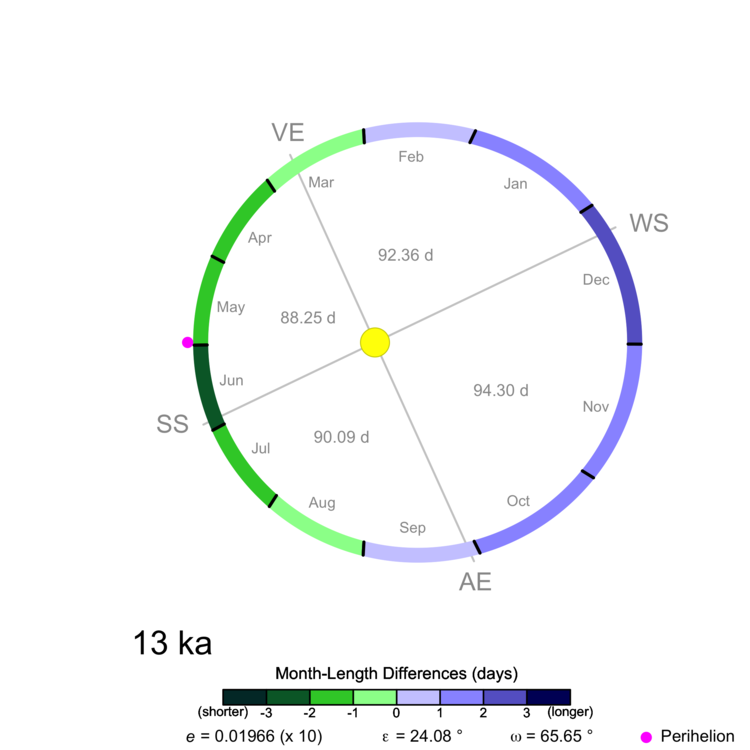 VE
Feb
Mar
Jan
WS
Apr
92.36 d
Dec
May
88.25 d
Jun
94.30 d
Nov
SS
Jul
90.09 d
Aug
Oct
Sep
AE
13 ka
Month-Length Differences (days)
(shorter) -3 -2 -1 0 1 2 3 (longer)
e = 0.01966 (x 10) ε = 24.08 ° ω = 65.65 ° Perihelion